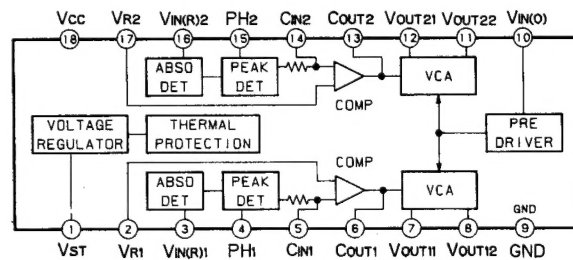 VCC VR2 VIN(R)2 PH2 CIN2 COUT2 VOUT21 VOUT22 VIN(O)
18 17 16 15 14 13 12 11 10
ABSO DET
PEAK DET
COMP
VCA
VOLTAGE REGULATOR
THERMAL PROTECTION
PRE DRIVER
ABSO DET
PEAK DET
COMP
VCA
GND
1 2 3 4 5 6 7 8 9
VST VR1 VIN(R)1 PH1 CIN1 COUT1 VOUT11 VOUT12 GND